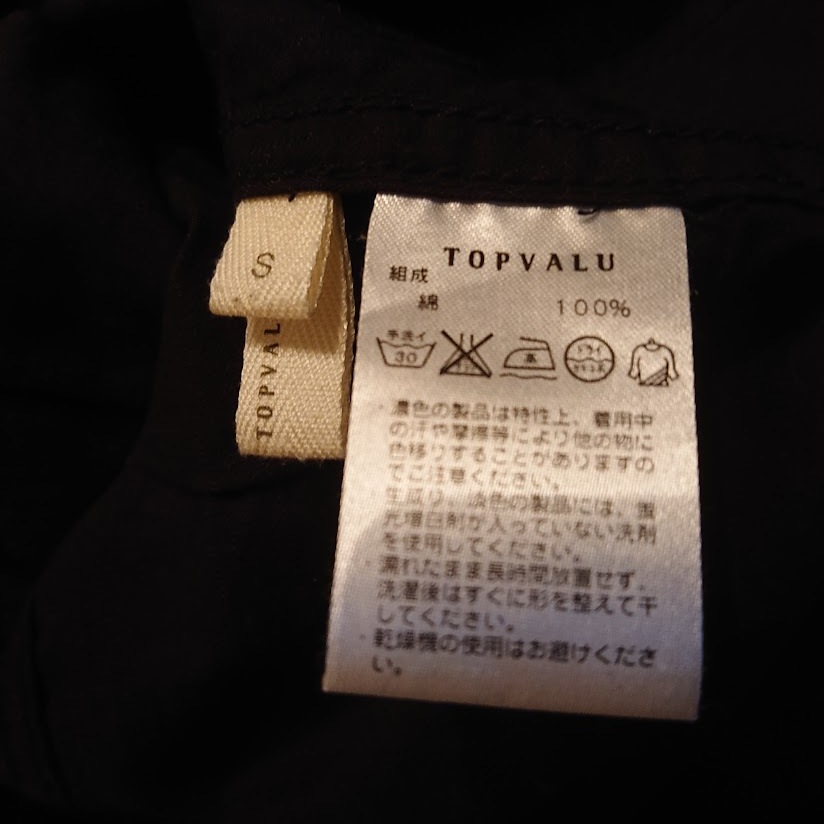 S
TOPVAL
TOPVALU
組成
綿 100%
手洗イ
30
ドライ
・濃色の製品は特性上、着用中
の汗や摩擦等により他の物に
色移りすることがありますの
でご注意ください。
・生成り、淡色の製品には、蛍
光増白剤が入っていない洗剤
を使用してください。
・濡れたまま長時間放置せず、
洗濯後はすぐに形を整えて干
してください。
・乾燥機の使用はお避けくださ
い。